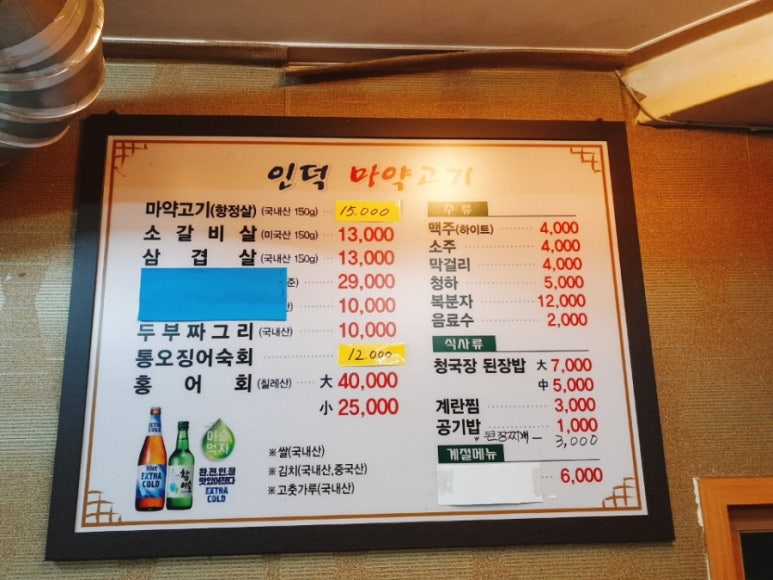 인덕 마약고기
마약고기(항정살) (국내산 150g) ··· 15.000
소갈비살 (미국산 150g) ··· 13,000
삼겹살 (국내산 150g) ··· 13,000
29,000
10,000
두부짜그리 (국내산) 10,000
통오징어숙회 12.000
홍어회 (칠레산) ···· 大 40,000
小 25,000
주류
맥주(하이트) ········ 4,000
소주 ········ 4,000
막걸리 ········ 4,000
청하 ········ 5,000
복분자 ········ 12,000
음료수 ········ 2,000
식사류
청국장 된장밥 大 7,000
中 5,000
계란찜 ········ 3,000
공기밥 ········ 1,000
된장찌개 — 3,000
계절메뉴
6,000
※쌀(국내산)
※김치(국내산,중국산)
※고춧가루(국내산)
이슬
먹자
EXTRA
COLD
EXTRA
COLD